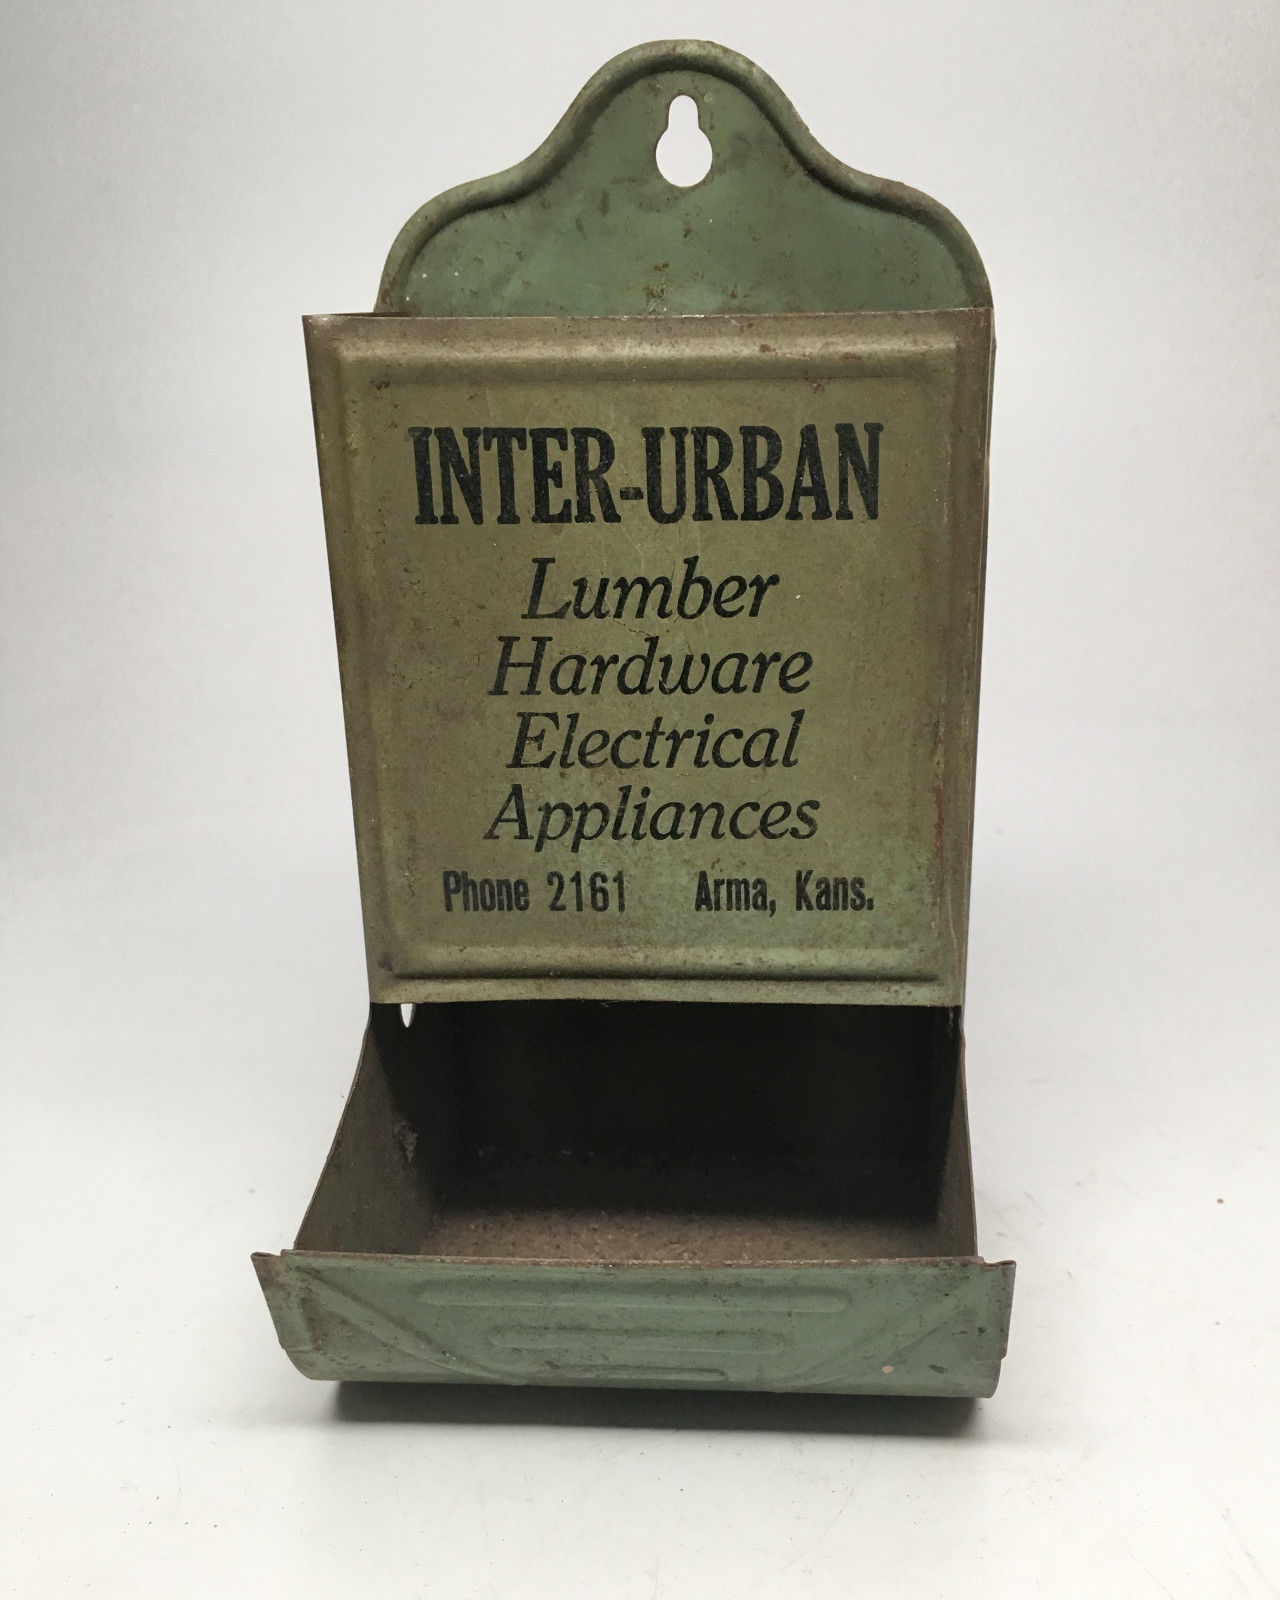 INTER-URBAN
Lumber
Hardware
Electrical
Appliances
Phone 2161 Arma, Kans.